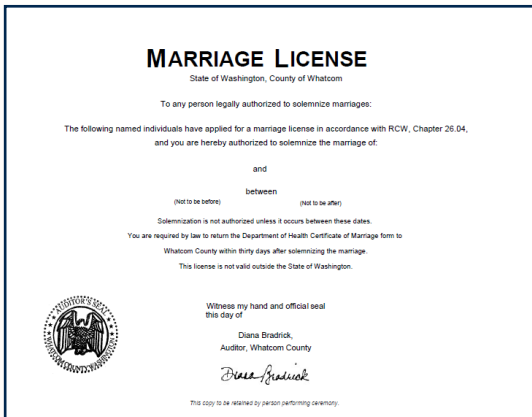 MARRIAGE LICENSE
State of Washington, County of Whatcom
To any person legally authorized to solemnize marriages:
The following named individuals have applied for a marriage license in accordance with RCW, Chapter 26.04,
and you are hereby authorized to solemnize the marriage of:
and
between
(Not to be before) (Not to be after)
Solemnization is not authorized unless it occurs between these dates.
You are required by law to return the Department of Health Certificate of Marriage form to
Whatcom County within thirty days after solemnizing the marriage.
This license is not valid outside the State of Washington.
AUDITOR'S SEAL
WHATCOM COUNTY, WASHINGTON
Witness my hand and official seal
this day of
Diana Bradrick,
Auditor, Whatcom County
Diana Bradrick
This copy to be retained by person performing ceremony.